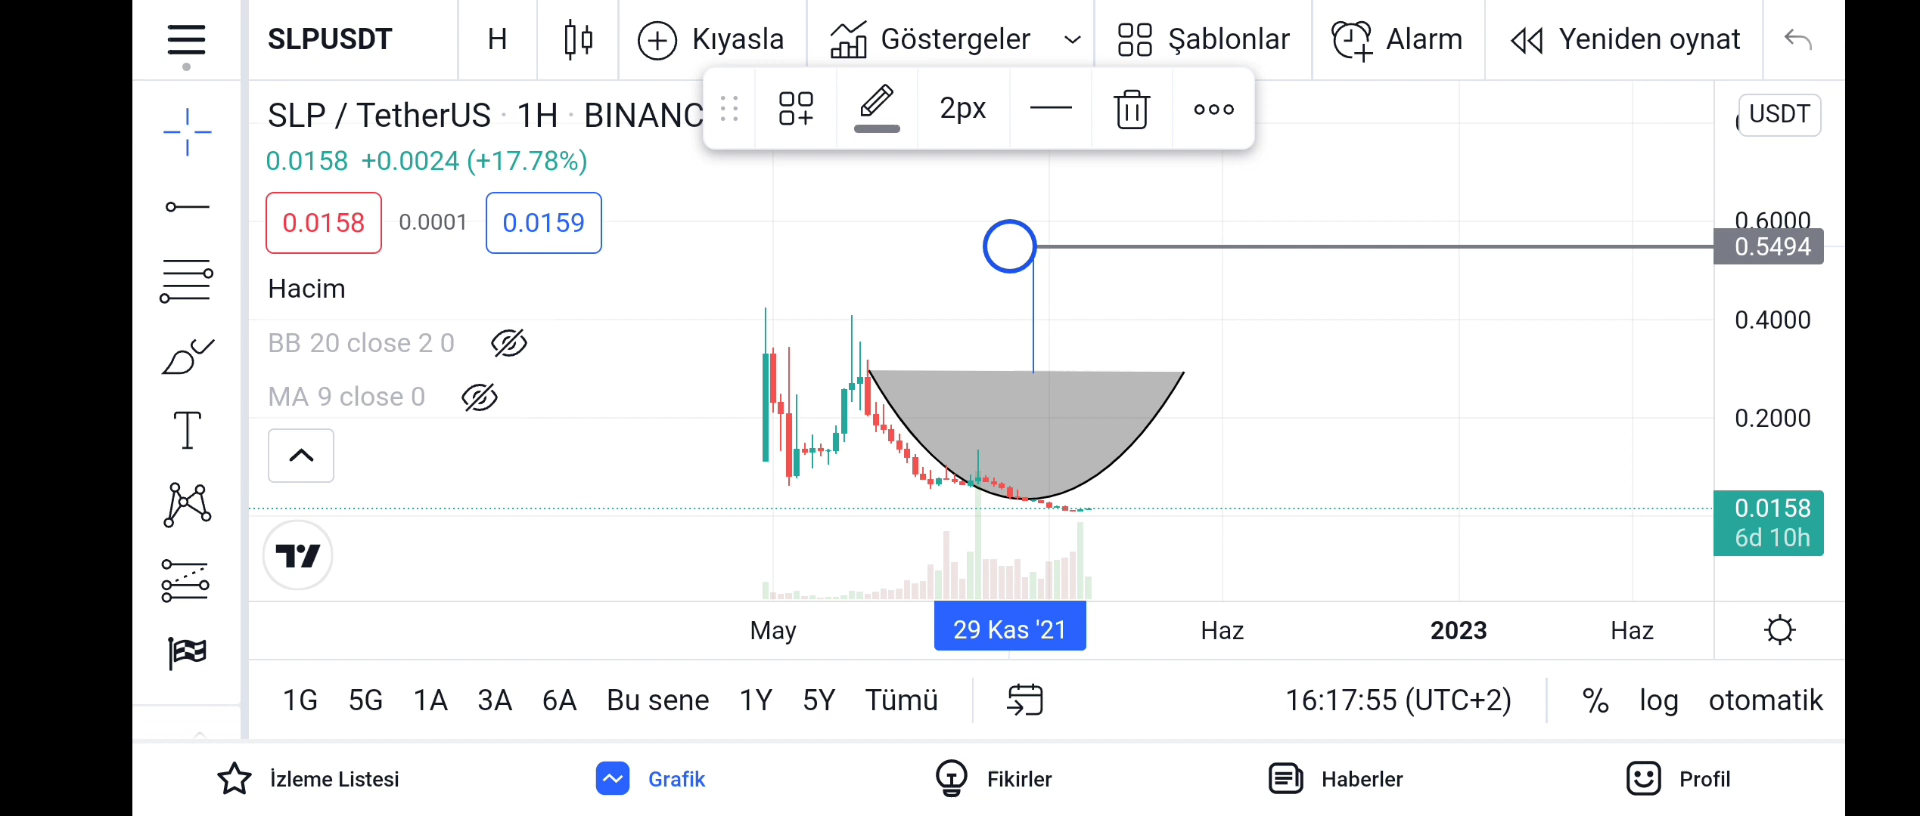 SLPUSDT H Kıyasla Göstergeler Şablonlar Alarm Yeniden oynat
2px
SLP / TetherUS · 1H · BINANC
USDT
0.0158 +0.0024 (+17.78%)
0.0158 0.0001 0.0159
0.6000
0.5494
Hacim
0.4000
BB 20 close 2 0
MA 9 close 0
0.2000
0.0158
6d 10h
May 29 Kas '21 Haz 2023 Haz
1G 5G 1A 3A 6A Bu sene 1Y 5Y Tümü 16:17:55 (UTC+2) % log otomatik
İzleme Listesi Grafik Fikirler Haberler Profil